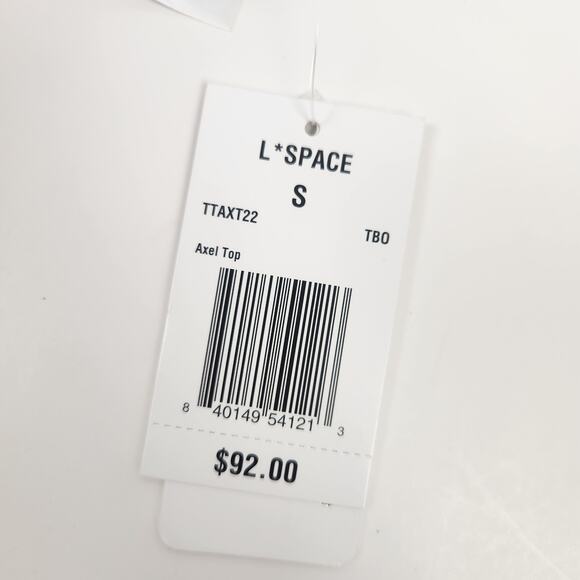 L*SPACE
S
TTAXT22
TBO
Axel Top
8 40149 54121 3
$92.00